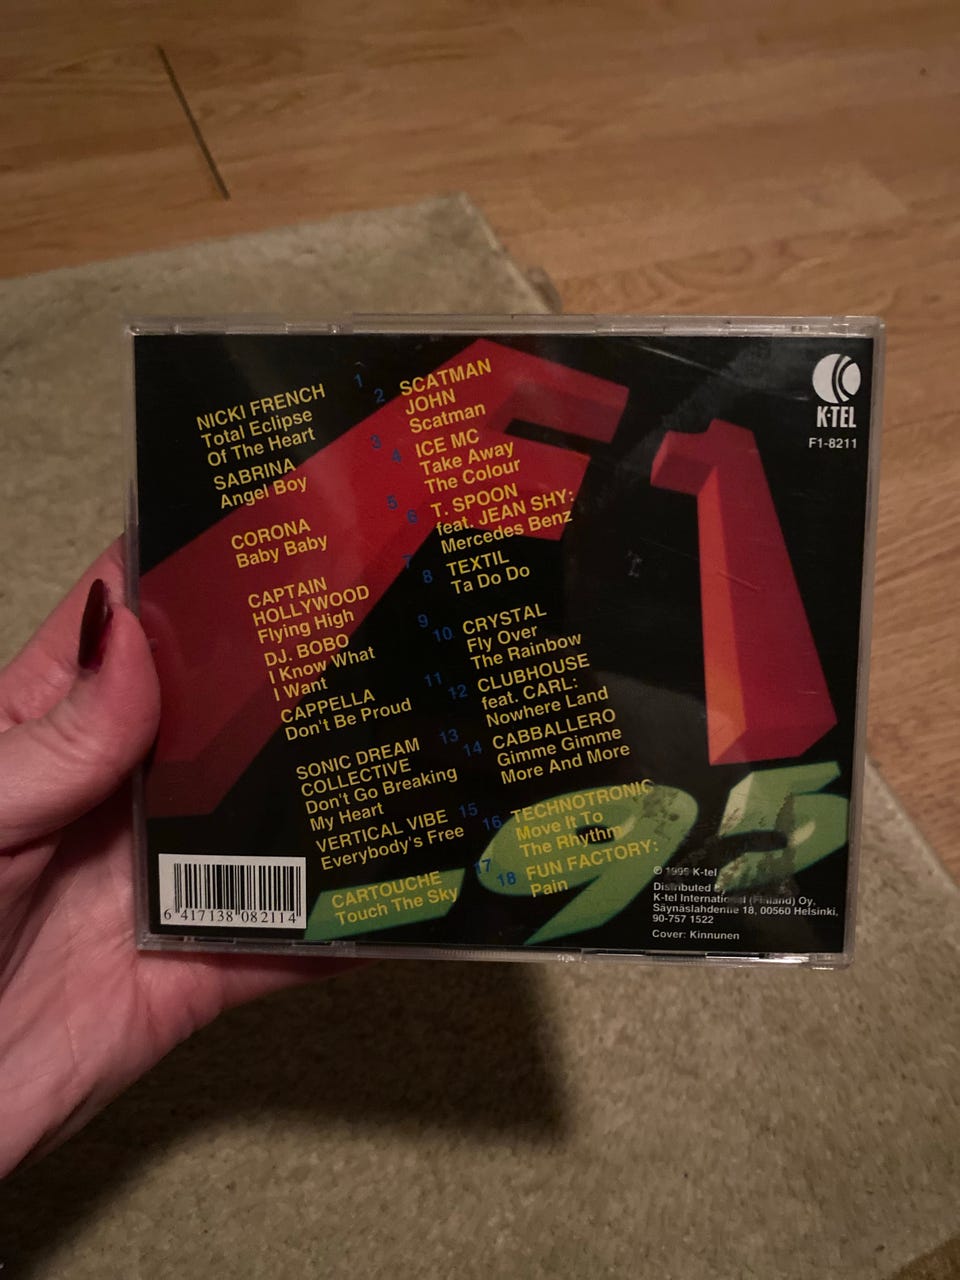 1
NICKI FRENCH
Total Eclipse
Of The Heart
2
SCATMAN
JOHN
Scatman
3
SABRINA
Angel Boy
4
ICE MC
Take Away
The Colour
5
CORONA
Baby Baby
6
T. SPOON
feat. JEAN SHY:
Mercedes Benz
7
CAPTAIN
HOLLYWOOD
Flying High
8
TEXTIL
Ta Do Do
9
DJ. BOBO
I Know What
I Want
10
CRYSTAL
Fly Over
The Rainbow
11
CAPPELLA
Don't Be Proud
12
CLUBHOUSE
feat. CARL:
Nowhere Land
13
SONIC DREAM
COLLECTIVE
Don't Go Breaking
My Heart
14
CABBALLERO
Gimme Gimme
More And More
15
VERTICAL VIBE
Everybody's Free
16
TECHNOTRONIC
Move It To
The Rhythm
17
CARTOUCHE
Touch The Sky
18
FUN FACTORY:
Pain
F1
-95
K-TEL
F1-8211
6 417138 082114
© 1995 K-tel
Distributed by
K-tel International (Finland) Oy,
Säynäslahdentie 18, 00560 Helsinki,
90-757 1522
Cover: Kinnunen